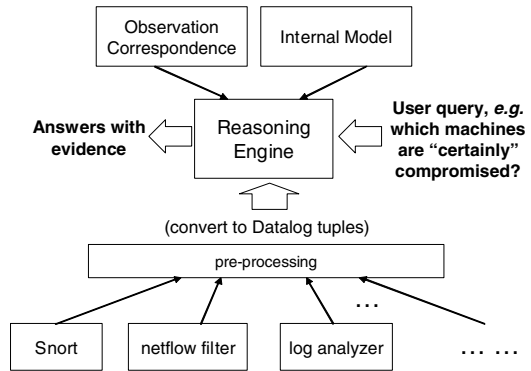 Observation
Correspondence
Internal Model
Answers with
evidence
Reasoning
Engine
User query, e.g.
which machines
are “certainly”
compromised?
(convert to Datalog tuples)
pre-processing
...
Snort
netflow filter
log analyzer
... ...